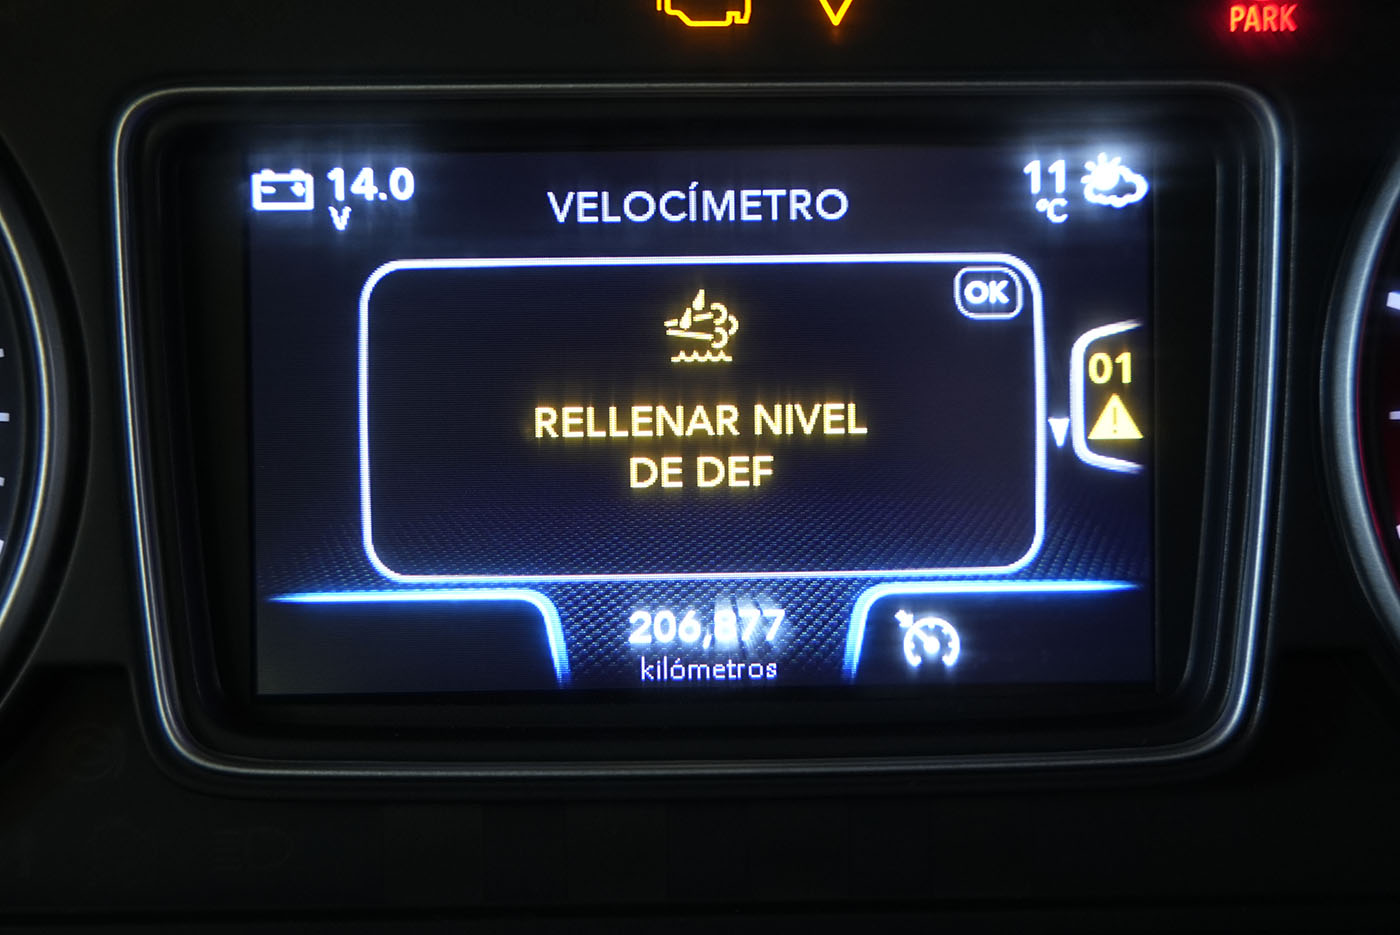 PARK
14.0
V
VELOCÍMETRO
11
°C
OK
RELLENAR NIVEL
DE DEF
01
206,877
kilómetros